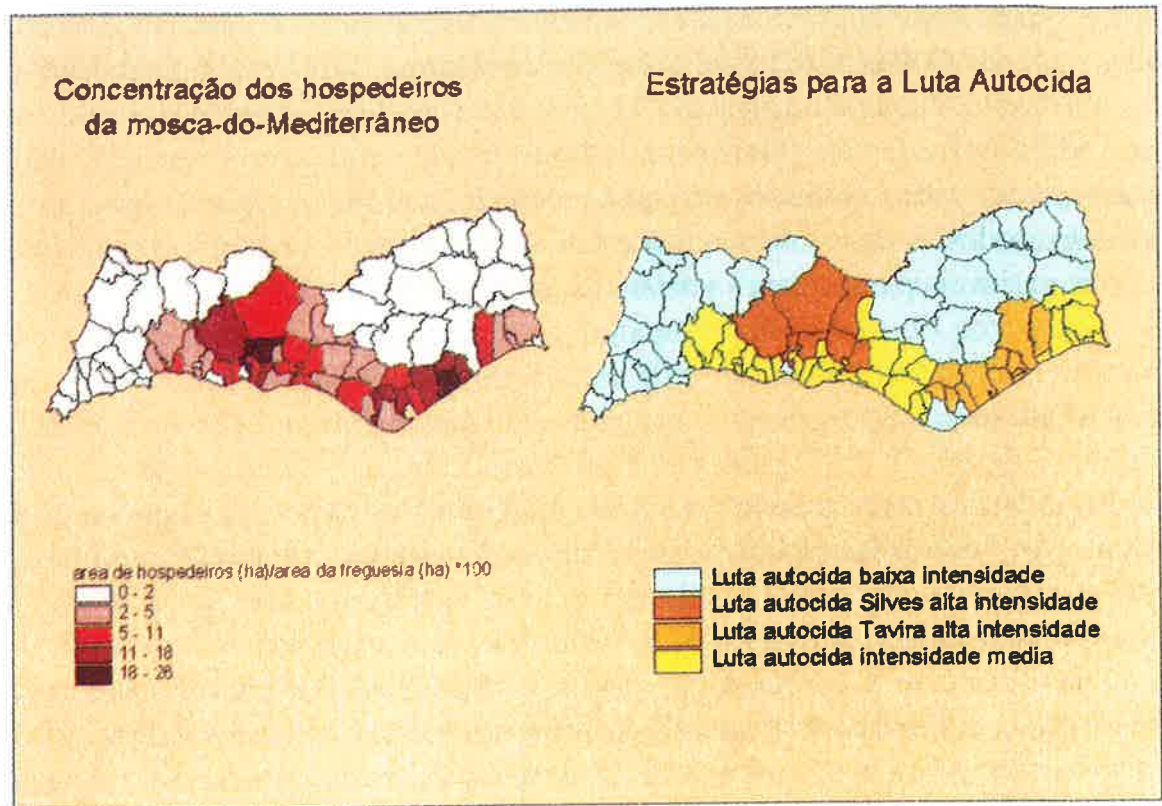 Concentração dos hospedeiros
da mosca-do-Mediterrâneo
Estratégias para a Luta Autocida
area de hospedeiros (ha)/area da freguesia (ha) *100
0 - 2
2 - 5
5 - 11
11 - 18
18 - 26
Luta autocida baixa intensidade
Luta autocida Silves alta intensidade
Luta autocida Tavira alta intensidade
Luta autocida intensidade media